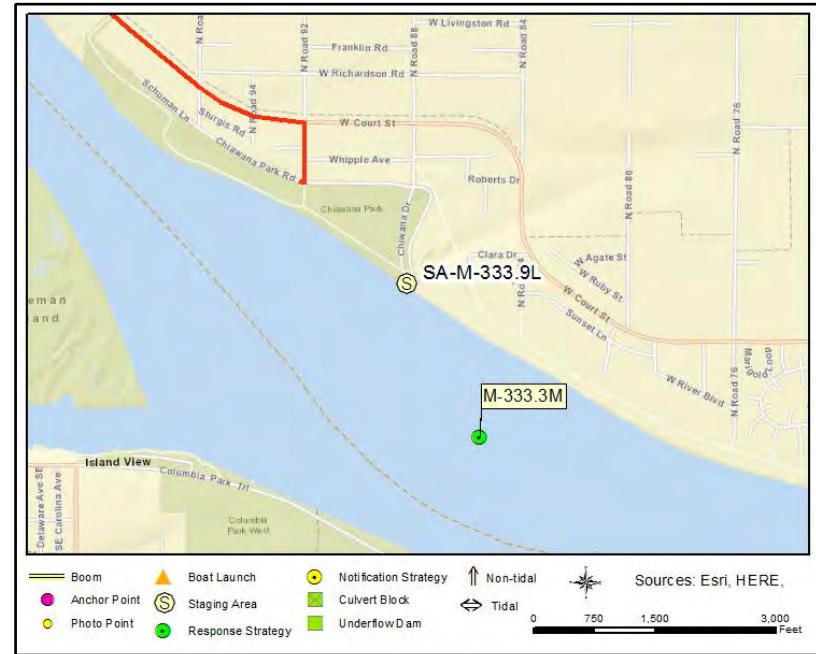 W Livingston Rd
N Road 92
N Road 88
N Road 84
Franklin Rd
W Richardson Rd
Schuman Ln
Sturgis Rd
N Road 94
W Court St
N Road 76
Chiawana Park Rd
Whipple Ave
Roberts Dr
N Road 80
Chiawana Park
Chiwana Dr
Clara Dr
W Agate St
SA-M-333.9L
W Ruby St
W Court St
Sunset Ln
W River Blvd
N Road 76
M-333.3M
Island View
Columbia Park Trl
SE Delaware Ave
SE Carolina Ave
Columbia
Park West
Boom
Boat Launch
Notification Strategy
Non-tidal
Sources: Esri, HERE,
Anchor Point
S Staging Area
Culvert Block
Tidal
Photo Point
Response Strategy
Underflow Dam
0 750 1,500 3,000
Feet